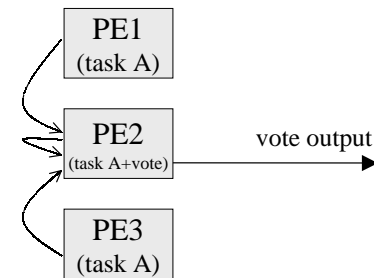 PE1
(task A)
PE2
(task A+vote)
vote output
PE3
(task A)